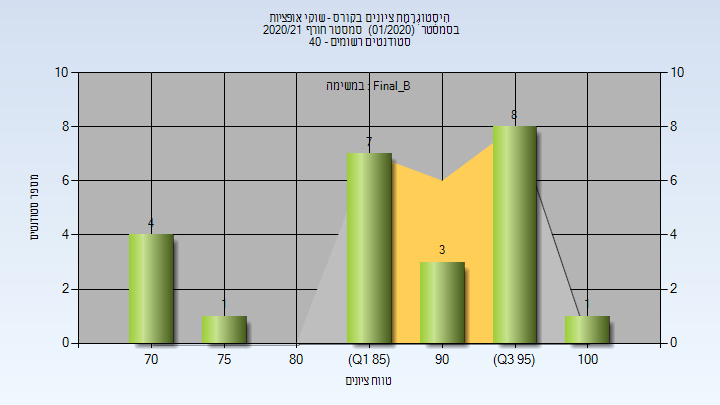 הִיסְטוֹגְרָמַת ציונים בקורס - שוקי אופציות
בסמסטר (01/2020) סמסטר חורף 2020/21
סטודנטים רשומים - 40
במשימה : Final_B
10 10
8 8
6 6
4 4
2 2
0 0
4 1 7 3 8 1
מספר סטודנטים
70 75 80 (Q1 85) 90 (Q3 95) 100
טווח ציונים